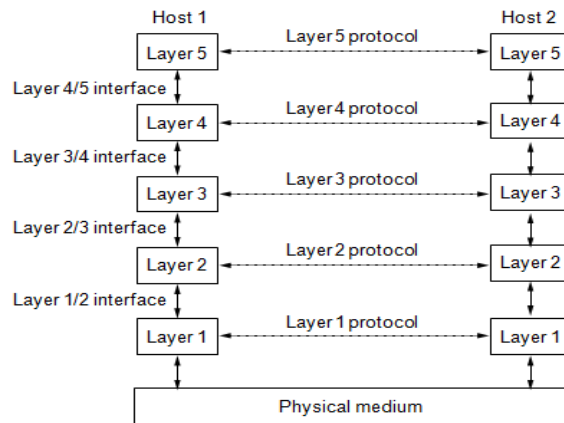 Host 1 Host 2
Layer 5 Layer 5 protocol Layer 5
Layer 4/5 interface
Layer 4 Layer 4 protocol Layer 4
Layer 3/4 interface
Layer 3 Layer 3 protocol Layer 3
Layer 2/3 interface
Layer 2 Layer 2 protocol Layer 2
Layer 1/2 interface
Layer 1 Layer 1 protocol Layer 1
Physical medium